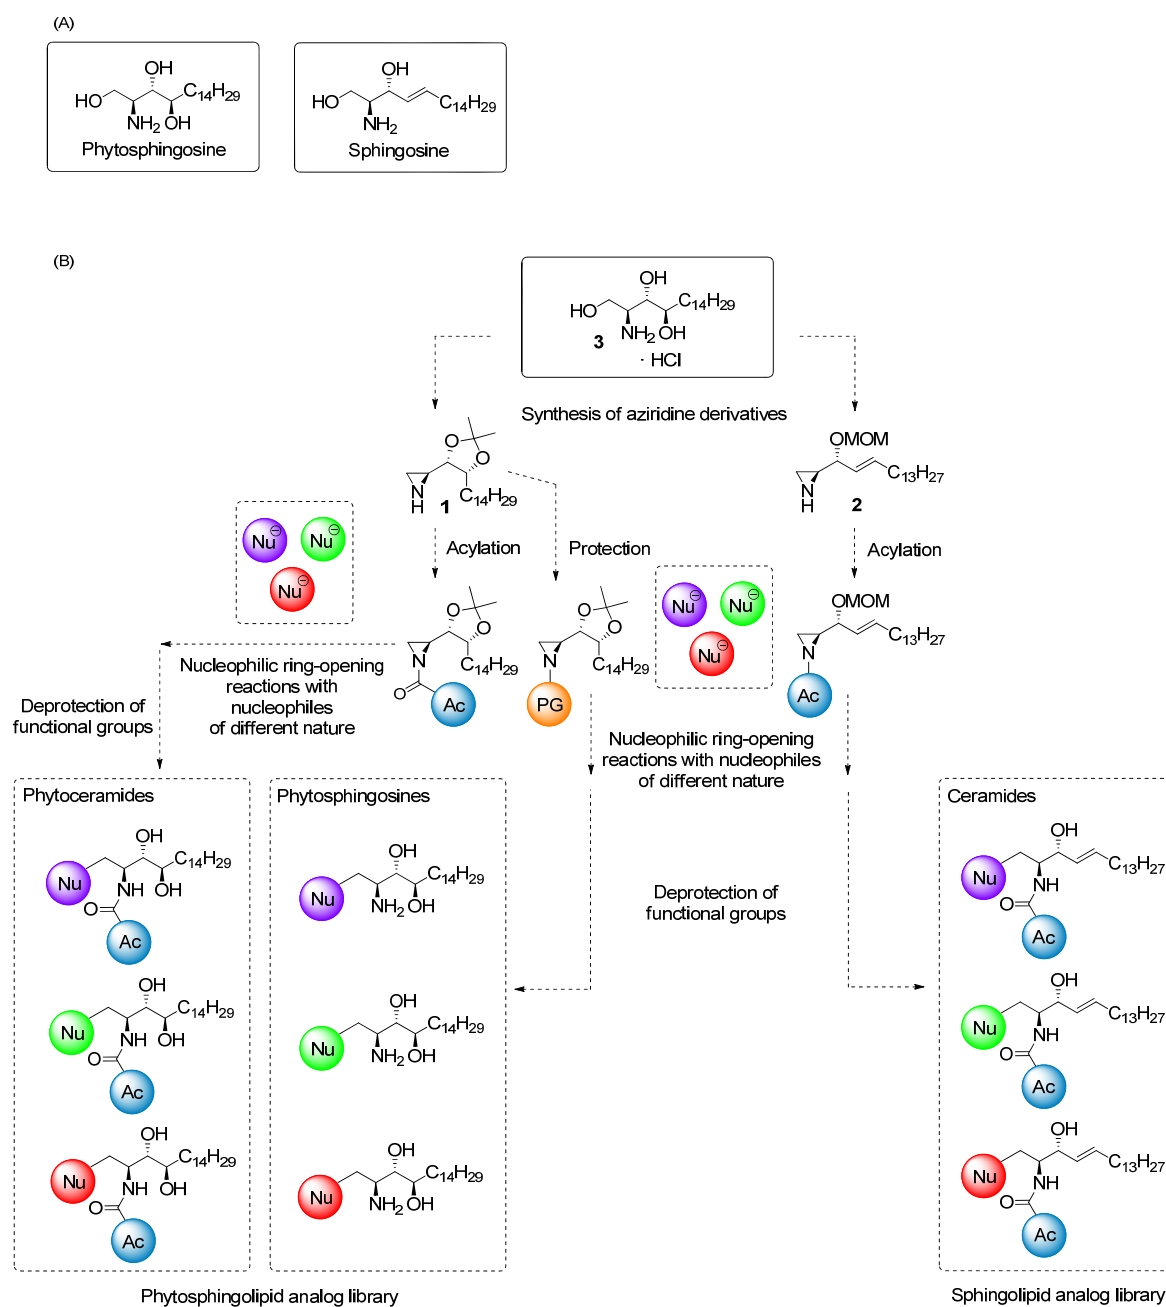 (A)
OH
HO
C14H29
NH2 OH
Phytosphingosine
OH
HO
C14H29
NH2
Sphingosine
(B)
OH
HO
C14H29
NH2 OH
3
· HCl
Synthesis of aziridine derivatives
O
O
N
H
C14H29
1
OMOM
C13H27
N
H
2
Nu⊖
Nu⊖
Nu⊖
Acylation
Protection
Acylation
Nu⊖
Nu⊖
Nu⊖
O
O
C14H29
N
O
Ac
O
O
C14H29
N
PG
OMOM
C13H27
N
Ac
Nucleophilic ring-opening
reactions with
nucleophiles
of different nature
Deprotection of
functional groups
Nucleophilic ring-opening
reactions with nucleophiles
of different nature
Deprotection of
functional groups
Phytoceramides
OH
C14H29
Nu
NH OH
O
Ac
OH
C14H29
Nu
NH OH
O
Ac
OH
C14H29
Nu
NH OH
O
Ac
Phytosphingosines
OH
C14H29
Nu
NH2 OH
OH
C14H29
Nu
NH2 OH
OH
C14H29
Nu
NH2 OH
Ceramides
OH
C13H27
Nu
NH
O
Ac
OH
C13H27
Nu
NH
O
Ac
OH
C13H27
Nu
NH
O
Ac
Phytosphingolipid analog library
Sphingolipid analog library